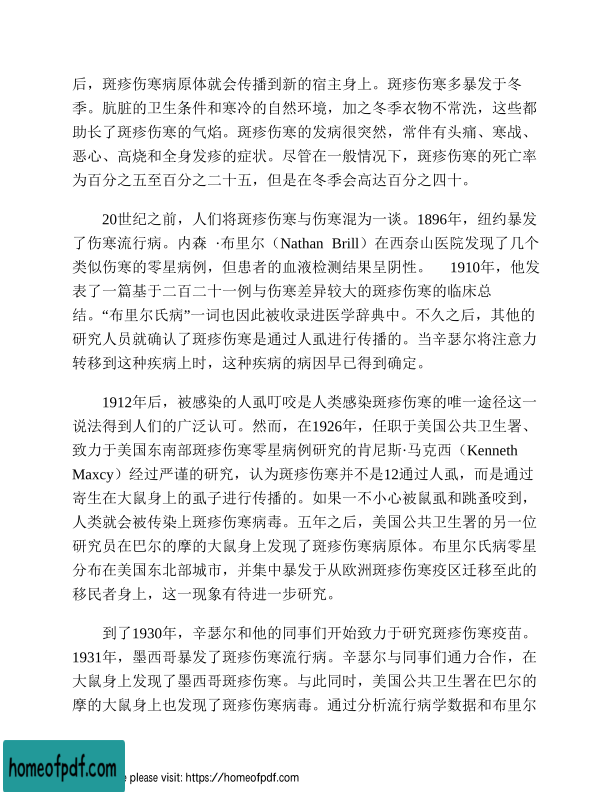 后，斑疹伤寒病原体就会传播到新的宿主身上。斑疹伤寒多暴发于冬
季。肮脏的卫生条件和寒冷的自然环境，加之冬季衣物不常洗，这些都
助长了斑疹伤寒的气焰。斑疹伤寒的发病很突然，常伴有头痛、寒战、
恶心、高烧和全身发疹的症状。尽管在一般情况下，斑疹伤寒的死亡率
为百分之五至百分之二十五，但是在冬季会高达百分之四十。
20世纪之前，人们将斑疹伤寒与伤寒混为一谈。1896年，纽约暴发
了伤寒流行病。内森 ·布里尔（Nathan Brill）在西奈山医院发现了几个
类似伤寒的零星病例，但患者的血液检测结果呈阴性。 1910年，他发
表了一篇基于二百二十一例与伤寒差异较大的斑疹伤寒的临床总
结。“布里尔氏病”一词也因此被收录进医学辞典中。不久之后，其他的
研究人员就确认了斑疹伤寒是通过人虱进行传播的。当辛瑟尔将注意力
转移到这种疾病上时，这种疾病的病因早已得到确定。
1912年后，被感染的人虱叮咬是人类感染斑疹伤寒的唯一途径这一
说法得到人们的广泛认可。然而，在1926年，任职于美国公共卫生署、
致力于美国东南部斑疹伤寒零星病例研究的肯尼斯·马克西（Kenneth
Maxcy）经过严谨的研究，认为斑疹伤寒并不是12通过人虱，而是通过
寄生在大鼠身上的虱子进行传播的。如果一不小心被鼠虱和跳蚤咬到，
人类就会被传染上斑疹伤寒病毒。五年之后，美国公共卫生署的另一位
研究员在巴尔的摩的大鼠身上发现了斑疹伤寒病原体。布里尔氏病零星
分布在美国东北部城市，并集中暴发于从欧洲斑疹伤寒疫区迁移至此的
移民者身上，这一现象有待进一步研究。
到了1930年，辛瑟尔和他的同事们开始致力于研究斑疹伤寒疫苗。
1931年，墨西哥暴发了斑疹伤寒流行病。辛瑟尔与同事们通力合作，在
大鼠身上发现了墨西哥斑疹伤寒。与此同时，美国公共卫生署在巴尔的
摩的大鼠身上也发现了斑疹伤寒病毒。通过分析流行病学数据和布里尔
homeofpdf.com
e please visit: https://homeofpdf.com